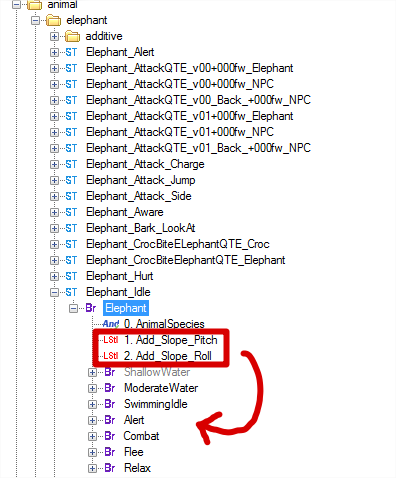 animal
elephant
additive
ST Elephant_Alert
ST Elephant_AttackQTE_v00+000fw_Elephant
ST Elephant_AttackQTE_v00+000fw_NPC
ST Elephant_AttackQTE_v00_Back_+000fw_NPC
ST Elephant_AttackQTE_v01+000fw_Elephant
ST Elephant_AttackQTE_v01+000fw_NPC
ST Elephant_AttackQTE_v01_Back_+000fw_NPC
ST Elephant_Attack_Charge
ST Elephant_Attack_Jump
ST Elephant_Attack_Side
ST Elephant_Aware
ST Elephant_Bark_LookAt
ST Elephant_CrocBiteELephantQTE_Croc
ST Elephant_CrocBiteElephantQTE_Elephant
ST Elephant_Hurt
ST Elephant_Idle
Br Elephant
And 0. AnimalSpecies
LStl 1. Add_Slope_Pitch
LStl 2. Add_Slope_Roll
Br ShallowWater
Br ModerateWater
Br SwimmingIdle
Br Alert
Br Combat
Br Flee
Br Relax